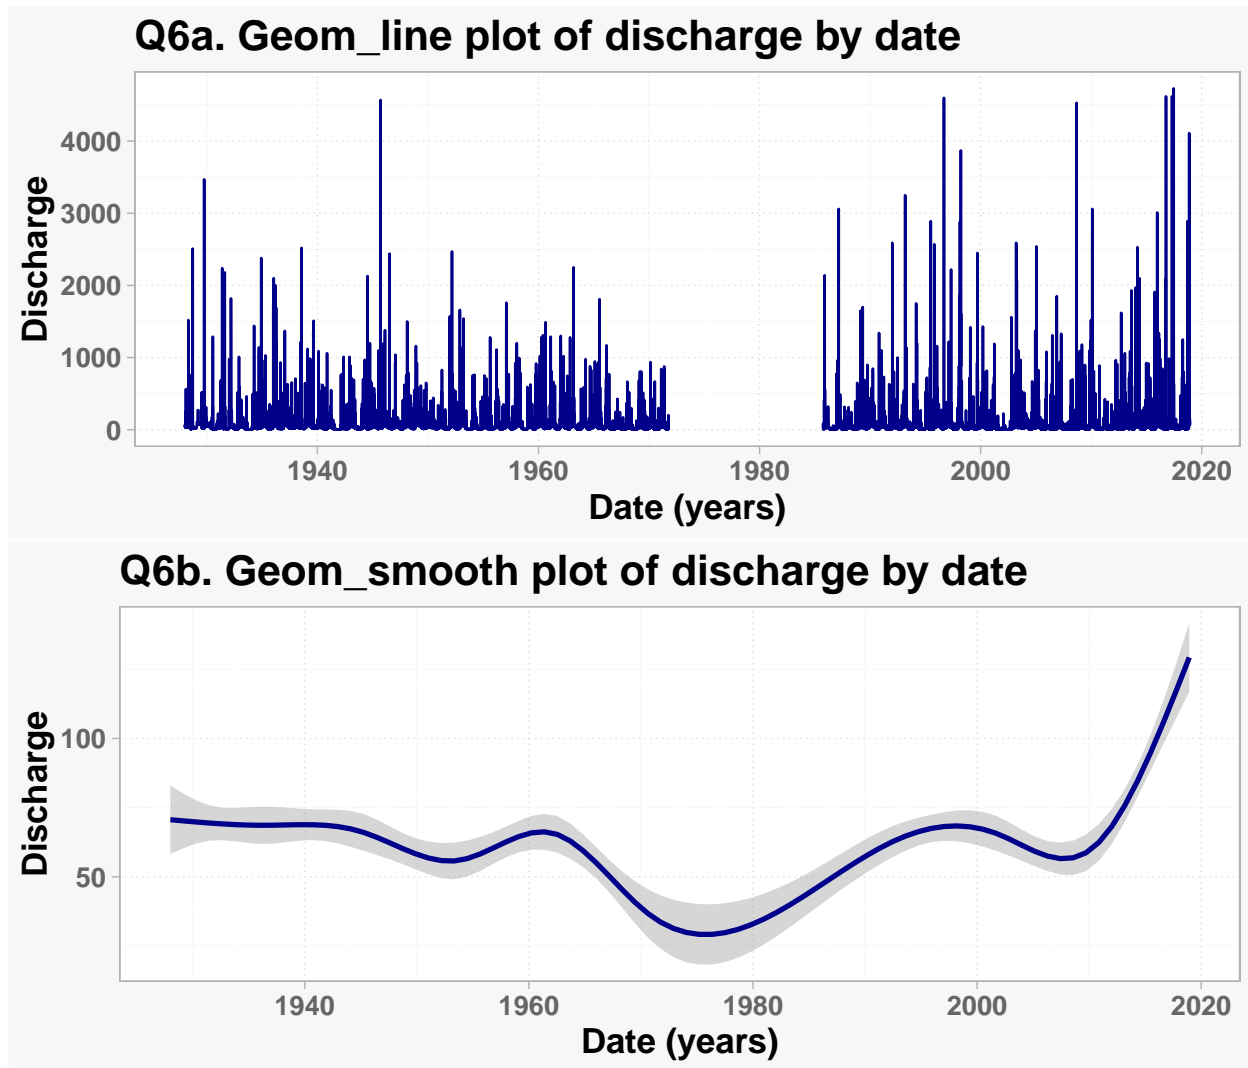 Q6a. Geom_line plot of discharge by date
4000
3000
2000
1000
0
Discharge
1940 1960 1980 2000 2020
Date (years)
Q6b. Geom_smooth plot of discharge by date
100
50
Discharge
1940 1960 1980 2000 2020
Date (years)